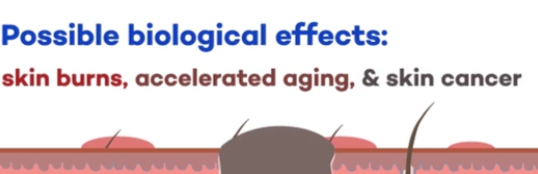 Possible biological effects:
skin burns, accelerated aging, & skin cancer